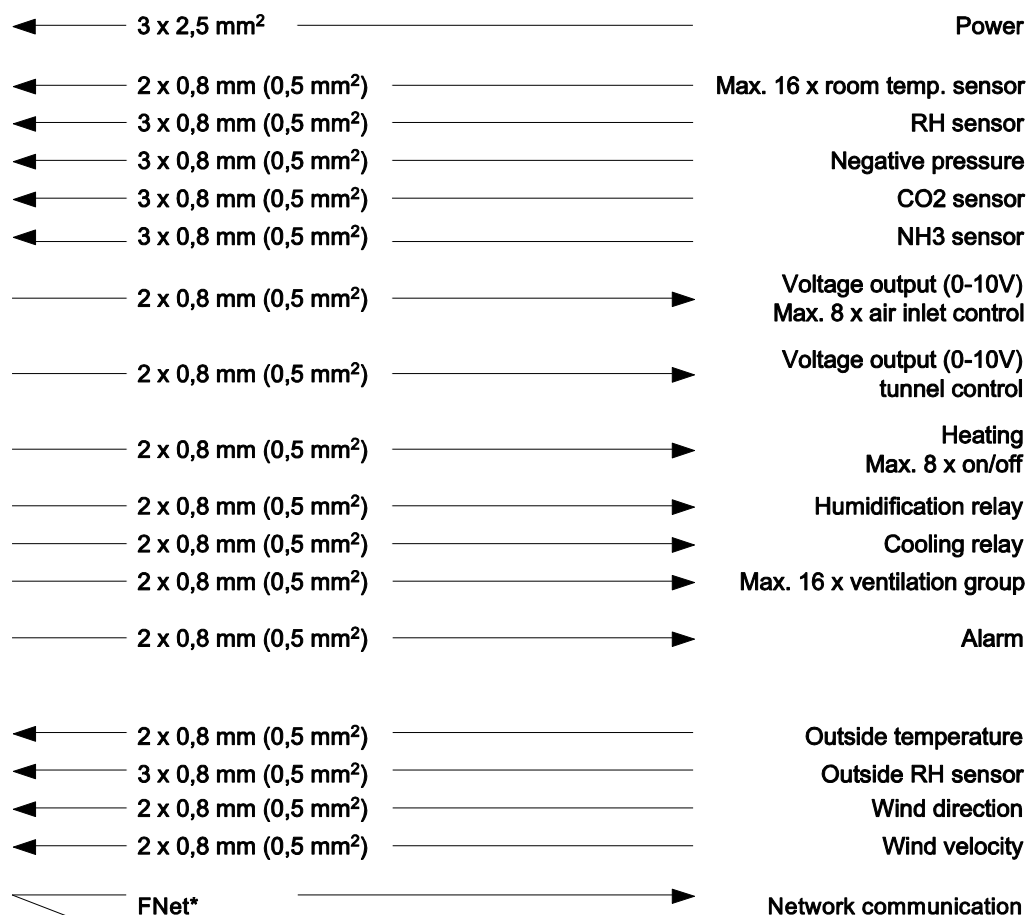 3 x 2,5 mm² Power
2 x 0,8 mm (0,5 mm²) Max. 16 x room temp. sensor
3 x 0,8 mm (0,5 mm²) RH sensor
3 x 0,8 mm (0,5 mm²) Negative pressure
3 x 0,8 mm (0,5 mm²) CO2 sensor
3 x 0,8 mm (0,5 mm²) NH3 sensor
2 x 0,8 mm (0,5 mm²) Voltage output (0-10V)
Max. 8 x air inlet control
2 x 0,8 mm (0,5 mm²) Voltage output (0-10V)
tunnel control
2 x 0,8 mm (0,5 mm²) Heating
Max. 8 x on/off
2 x 0,8 mm (0,5 mm²) Humidification relay
2 x 0,8 mm (0,5 mm²) Cooling relay
2 x 0,8 mm (0,5 mm²) Max. 16 x ventilation group
2 x 0,8 mm (0,5 mm²) Alarm
2 x 0,8 mm (0,5 mm²) Outside temperature
3 x 0,8 mm (0,5 mm²) Outside RH sensor
2 x 0,8 mm (0,5 mm²) Wind direction
2 x 0,8 mm (0,5 mm²) Wind velocity
FNet* Network communication